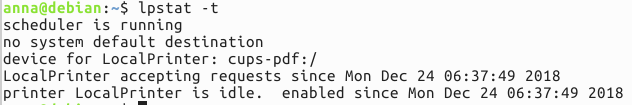 anna@debian:~$ lpstat -t
scheduler is running
no system default destination
device for LocalPrinter: cups-pdf:/
LocalPrinter accepting requests since Mon Dec 24 06:37:49 2018
printer LocalPrinter is idle.  enabled since Mon Dec 24 06:37:49 2018